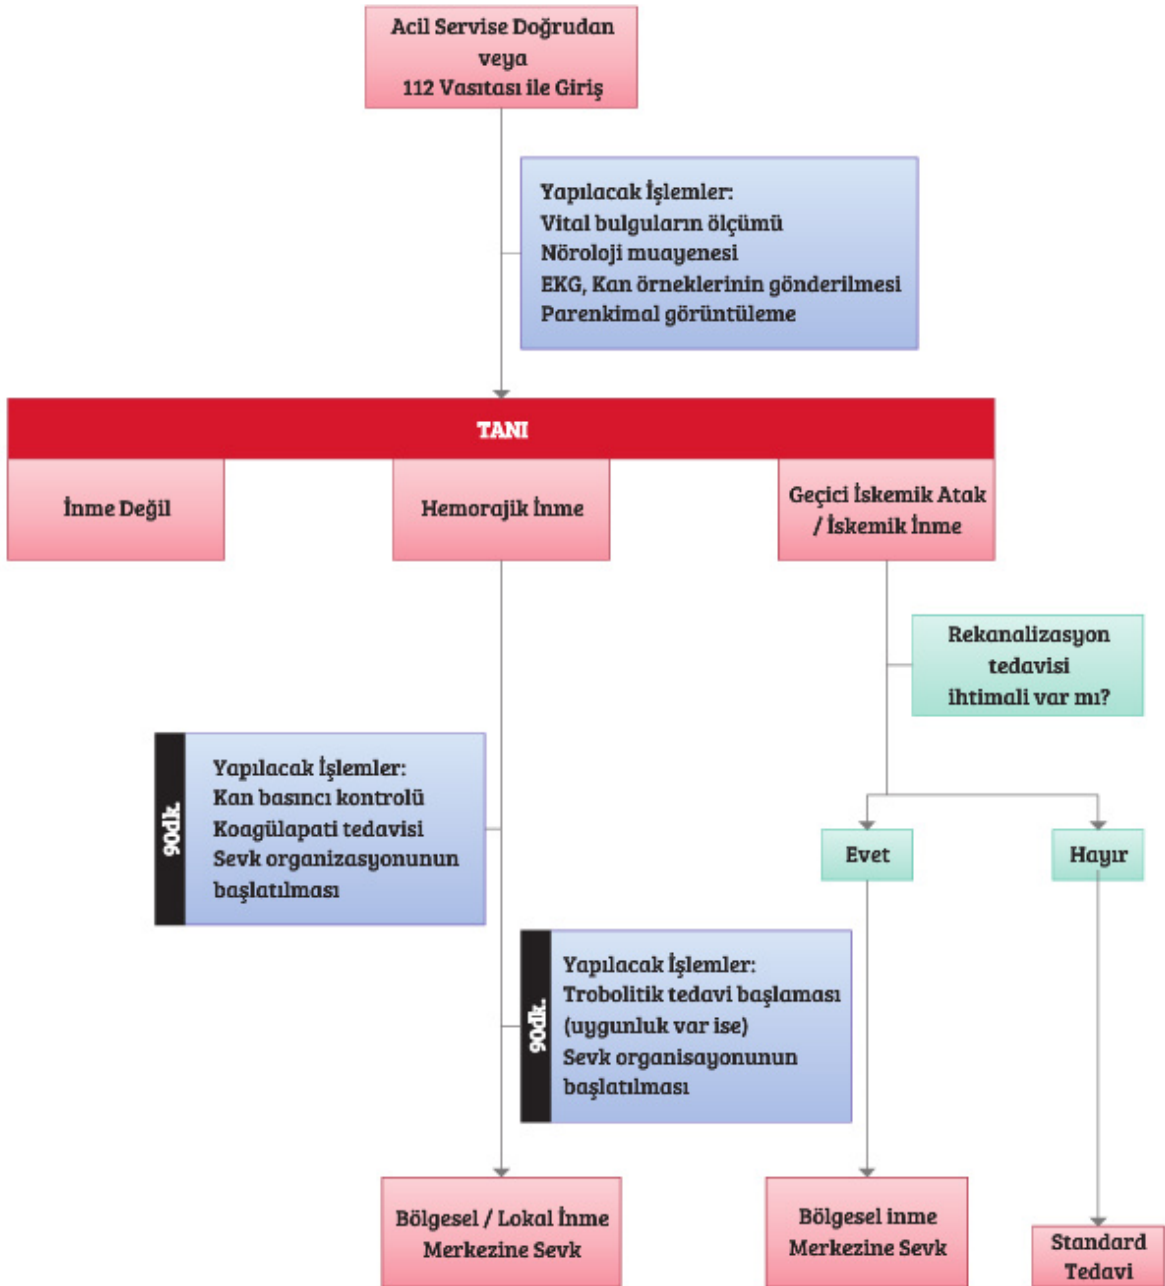 Acil Servise Doğrudan
veya
112 Vasıtası ile Giriş
Yapılacak İşlemler:
Vital bulguların ölçümü
Nöroloji muayenesi
EKG, Kan örneklerinin gönderilmesi
Parenkimal görüntüleme
TANI
İnme Değil
Hemorajik İnme
Geçici İskemik Atak
/ İskemik İnme
Rekanalizasyon
tedavisi
ihtimali var mı?
90dk.
Yapılacak İşlemler:
Kan basıncı kontrolü
Koagülapati tedavisi
Sevk organizasyonunun
başlatılması
Evet
Hayır
90dk.
Yapılacak İşlemler:
Trobolitik tedavi başlaması
(uygunluk var ise)
Sevk organisayonunun
başlatılması
Bölgesel / Lokal İnme
Merkezine Sevk
Bölgesel inme
Merkezine Sevk
Standard
Tedavi